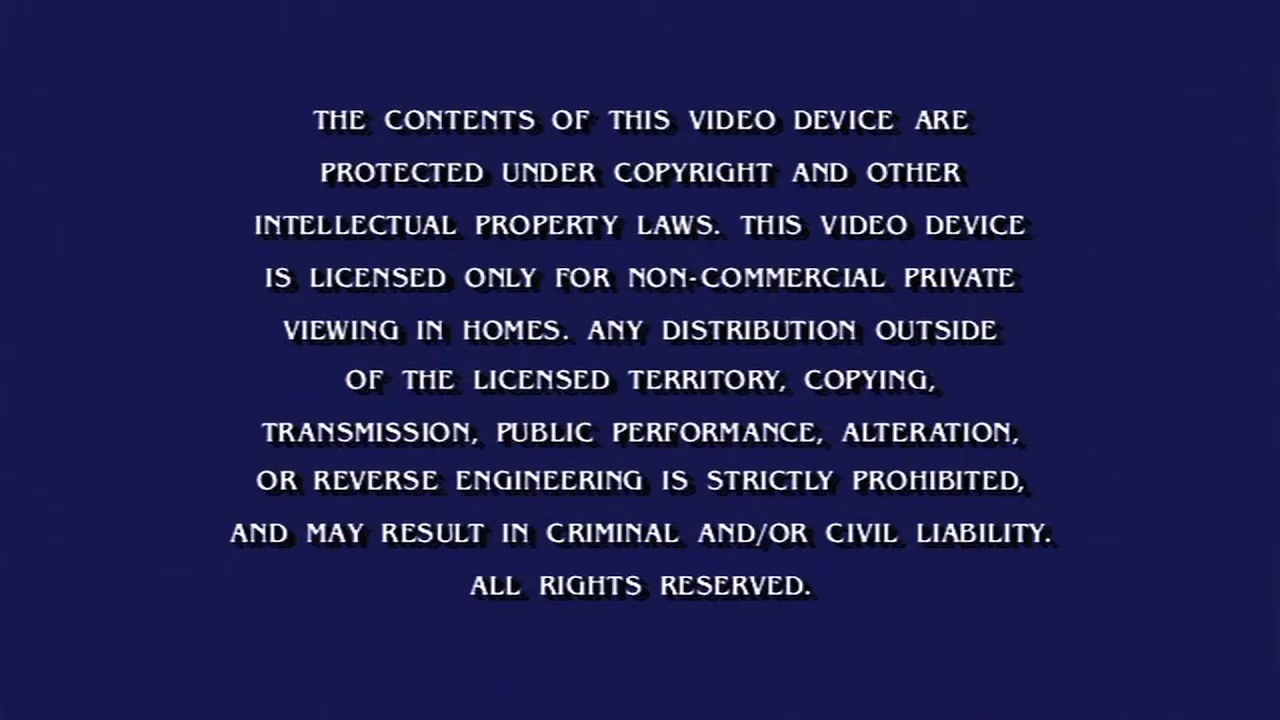 THE CONTENTS OF THIS VIDEO DEVICE ARE
PROTECTED UNDER COPYRIGHT AND OTHER
INTELLECTUAL PROPERTY LAWS. THIS VIDEO DEVICE
IS LICENSED ONLY FOR NON-COMMERCIAL PRIVATE
VIEWING IN HOMES. ANY DISTRIBUTION OUTSIDE
OF THE LICENSED TERRITORY, COPYING,
TRANSMISSION, PUBLIC PERFORMANCE, ALTERATION,
OR REVERSE ENGINEERING IS STRICTLY PROHIBITED,
AND MAY RESULT IN CRIMINAL AND/OR CIVIL LIABILITY.
ALL RIGHTS RESERVED.